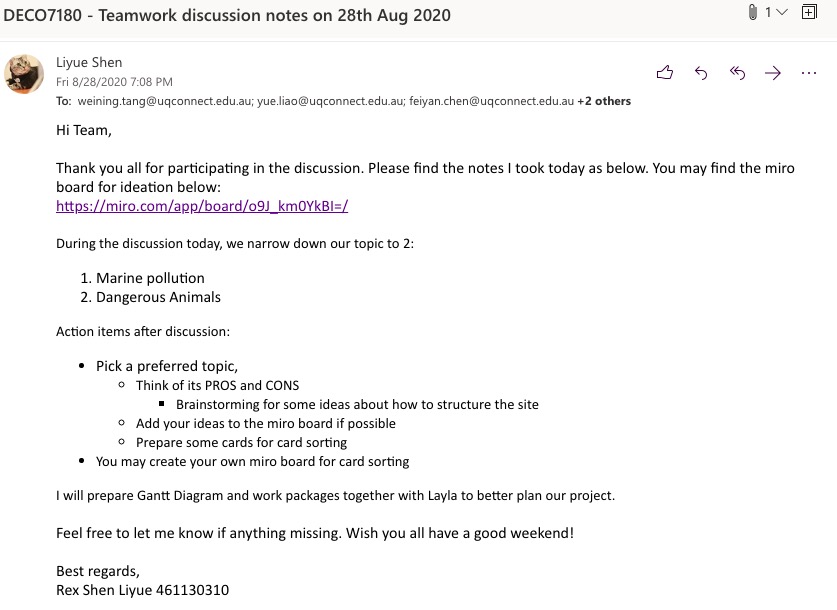 DECO7180 - Teamwork discussion notes on 28th Aug 2020
1
Liyue Shen
Fri 8/28/2020 7:08 PM
To: weining.tang@uqconnect.edu.au; yue.liao@uqconnect.edu.au; feiyan.chen@uqconnect.edu.au +2 others
Hi Team,
Thank you all for participating in the discussion. Please find the notes I took today as below. You may find the miro
board for ideation below:
https://miro.com/app/board/o9J_km0YkBI=/
During the discussion today, we narrow down our topic to 2:
1. Marine pollution
2. Dangerous Animals
Action items after discussion:
• Pick a preferred topic,
○ Think of its PROS and CONS
▪ Brainstorming for some ideas about how to structure the site
○ Add your ideas to the miro board if possible
○ Prepare some cards for card sorting
• You may create your own miro board for card sorting
I will prepare Gantt Diagram and work packages together with Layla to better plan our project.
Feel free to let me know if anything missing. Wish you all have a good weekend!
Best regards,
Rex Shen Liyue 461130310